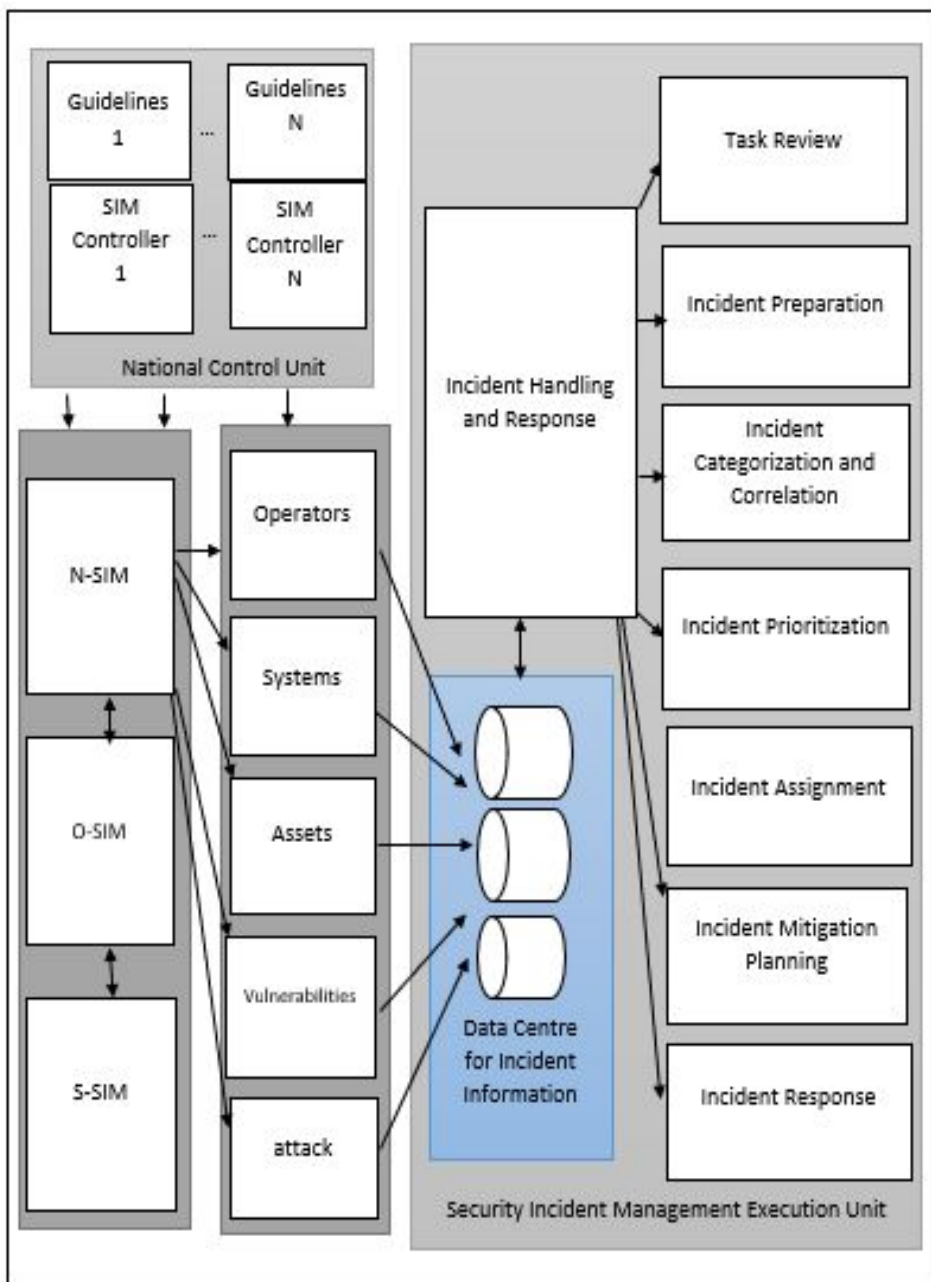 Guidelines
1
...
Guidelines
N
SIM
Controller
1
...
SIM
Controller
N
National Control Unit
N-SIM
O-SIM
S-SIM
Operators
Systems
Assets
Vulnerabilities
attack
Incident Handling
and Response
Data Centre
for Incident
Information
Task Review
Incident Preparation
Incident
Categorization and
Correlation
Incident Prioritization
Incident Assignment
Incident Mitigation
Planning
Incident Response
Security Incident Management Execution Unit